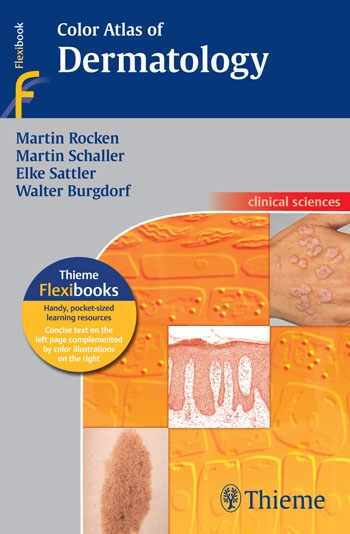 Flexibook
Color Atlas of
Dermatology
Martin Rocken
Martin Schaller
Elke Sattler
Walter Burgdorf
clinical sciences
Thieme
Flexibooks
Handy, pocket-sized
learning resources
Concise text on the
left page complemented
by color illustrations
on the right
Thieme